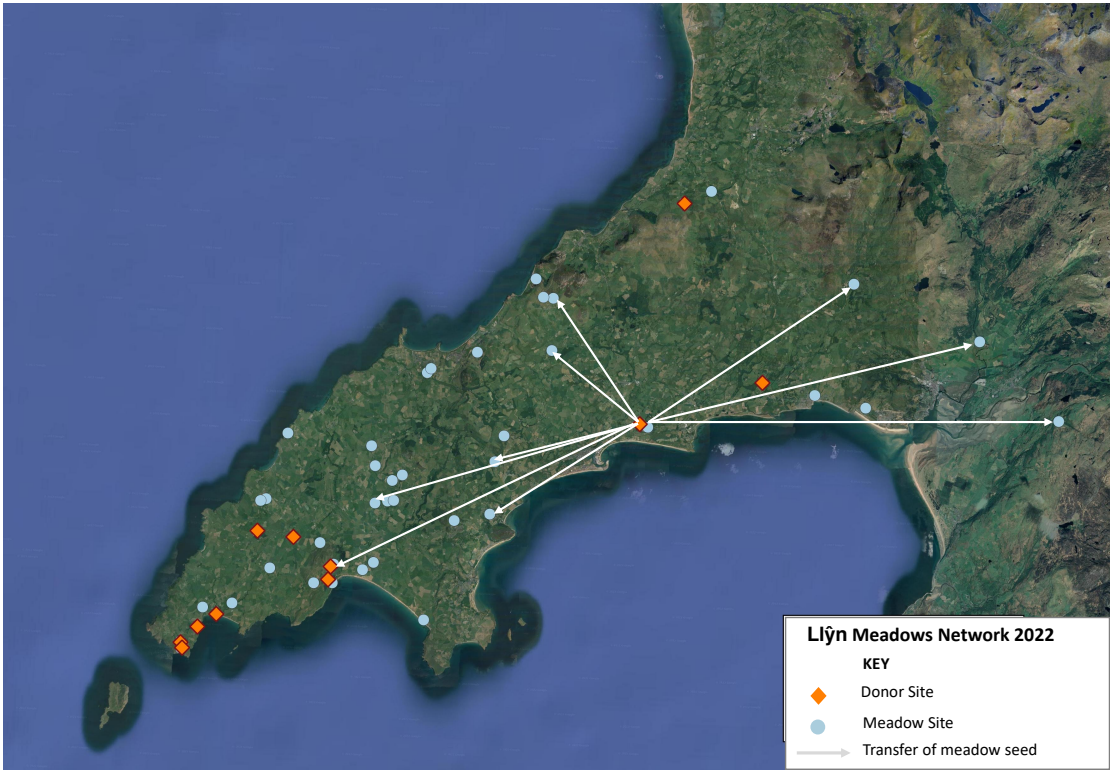 Llŷn Meadows Network 2022
KEY
Donor Site
Meadow Site
Transfer of meadow seed